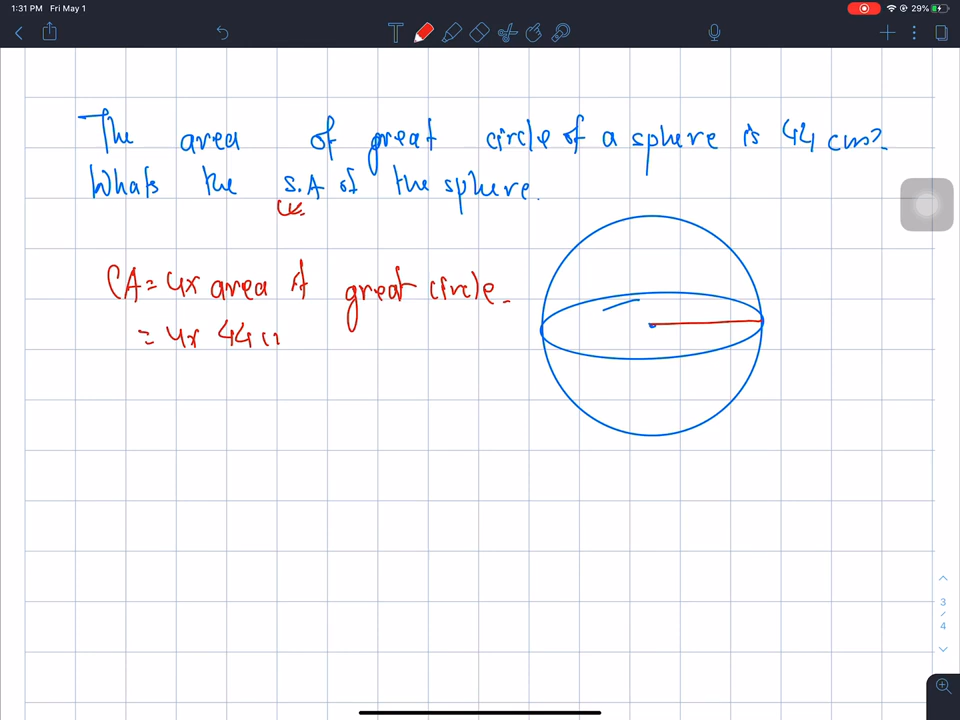 1:31 PM Fri May 1
29%
The area of great circle of a sphere is 44 cm²
Whats the S.A of the sphere.
CA = 4x area of great circle.
= 4x 44 c
3
4